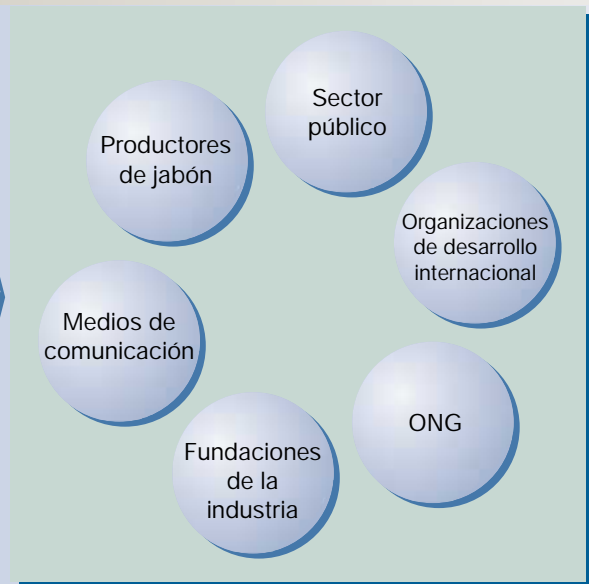 Sector
público
Productores
de jabón
Organizaciones
de desarrollo
internacional
Medios de
comunicación
ONG
Fundaciones
de la
industria